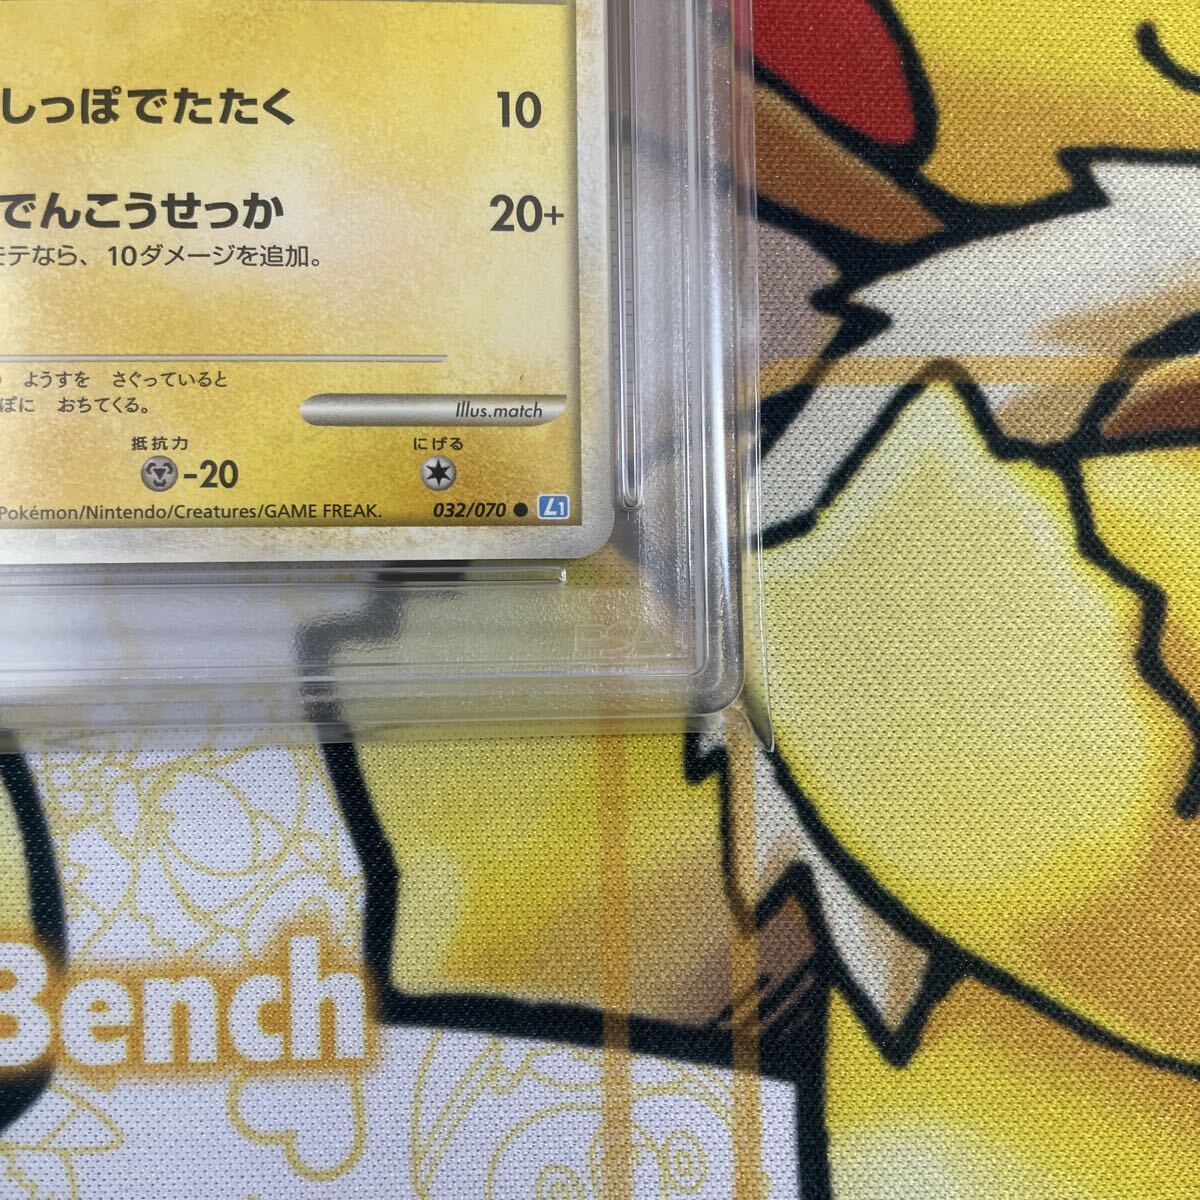 しっぽでたたく 10
でんこうせっか 20+
モテなら、10ダメージを追加。
ようすを さぐっていると
ぽに おちてくる。
Illus.match
抵抗力 にげる
-20
Pokémon/Nintendo/Creatures/GAME FREAK. 032/070 ● L1
PSA
Bench